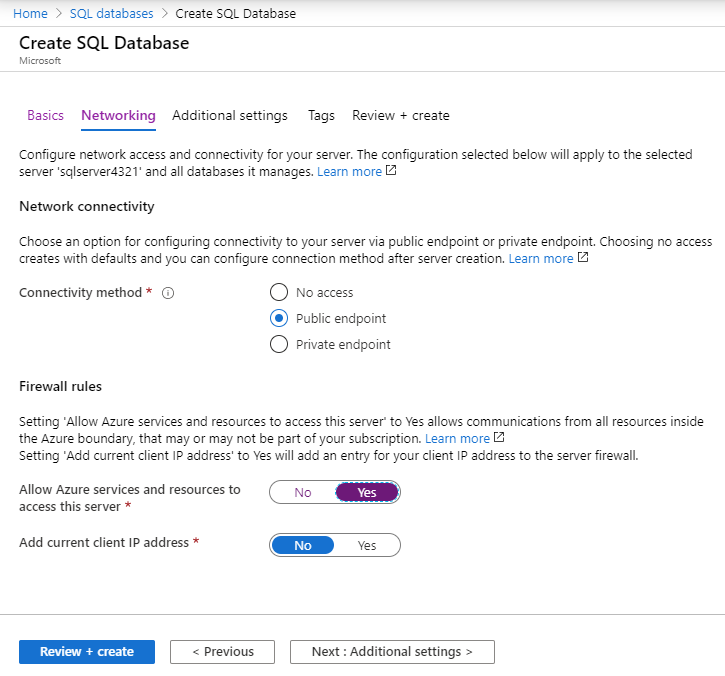 Home > SQL databases > Create SQL Database
Create SQL Database
Microsoft
Basics Networking Additional settings Tags Review + create
Configure network access and connectivity for your server. The configuration selected below will apply to the selected
server 'sqlserver4321' and all databases it manages. Learn more
Network connectivity
Choose an option for configuring connectivity to your server via public endpoint or private endpoint. Choosing no access
creates with defaults and you can configure connection method after server creation. Learn more
Connectivity method * No access
Public endpoint
Private endpoint
Firewall rules
Setting 'Allow Azure services and resources to access this server' to Yes allows communications from all resources inside
the Azure boundary, that may or may not be part of your subscription. Learn more
Setting 'Add current client IP address' to Yes will add an entry for your client IP address to the server firewall.
Allow Azure services and resources to No Yes
access this server *
Add current client IP address * No Yes
Review + create < Previous Next : Additional settings >